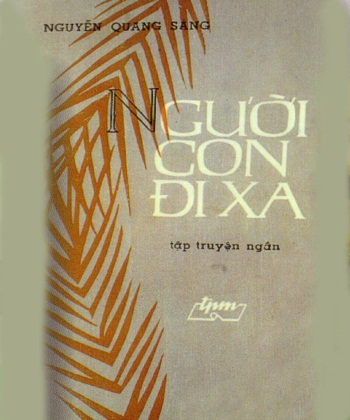 NGUYỄN QUANG SÁNG
NGƯỜI
CON
ĐI XA
tập truyện ngắn